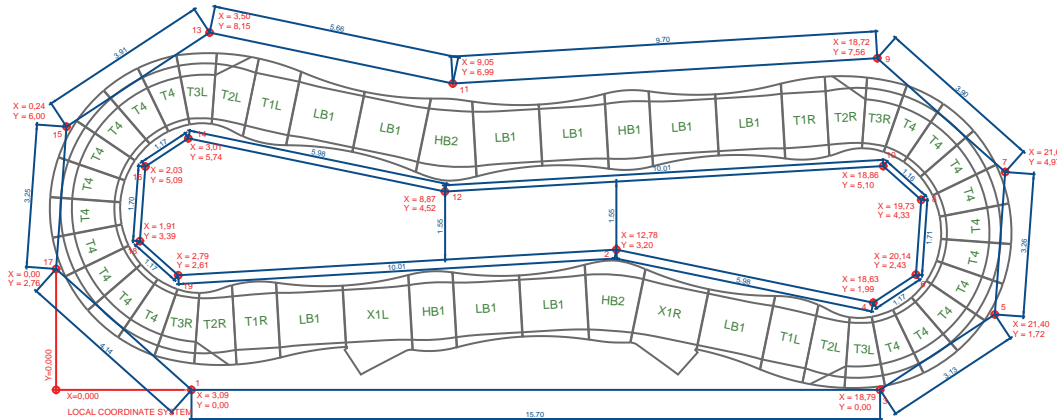 X = 3,50
Y = 8,15
13
5.66
9.70
X = 18,72
Y = 7,56
9
3.91
X = 9,05
Y = 6,99
11
3.90
X = 0,24
Y = 6,00
15
T4
T4
T4
T4
T3L
T2L
T1L
LB1
LB1
HB2
LB1
LB1
HB1
LB1
LB1
T1R
T2R
T3R
T4
T4
T4
T4
7
Y = 4,97
1.17
14
X = 3,01
Y = 5,74
5.98
X = 2,03
Y = 5,09
16
10.01
10
X = 18,86
Y = 5,10
1.16
8
X = 19,73
Y = 4,33
X = 8,87
Y = 4,52
12
3.25
1.70
1.55
1.55
1.71
3.26
T4
T4
T4
T4
X = 1,91
Y = 3,39
18
X = 12,78
Y = 3,20
2
X = 20,14
Y = 2,43
6
X = 0,00
Y = 2,76
17
1.17
X = 2,79
Y = 2,61
19
10.01
5.98
X = 18,63
Y = 1,99
4
1.17
5
X = 21,40
Y = 1,72
T4
T4
T3R
T2R
T1R
LB1
X1L
HB1
LB1
LB1
HB2
X1R
LB1
T1L
T2L
T3L
T4
T4
T4
4.14
3.13
Y=0,000
X=0,000
LOCAL COORDINATE SYSTEM
1
X = 3,09
Y = 0,00
15.70
X = 18,79
Y = 0,00
3